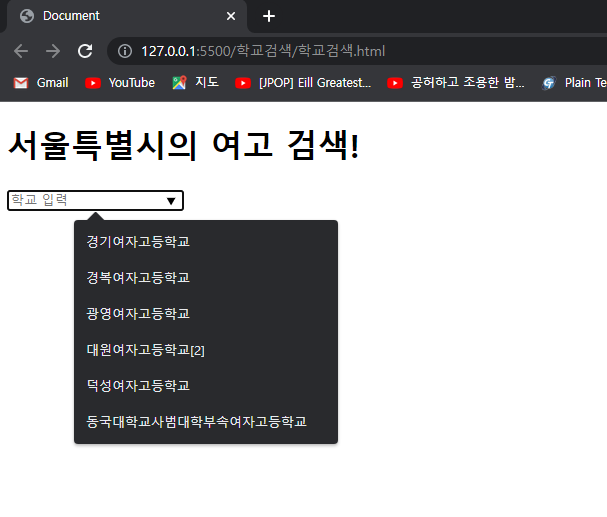 Document
127.0.0.1:5500/학교검색/학교검색.html
Gmail YouTube 지도 [JPOP] Eill Greatest... 공허하고 조용한 밤... Plain Te
서울특별시의 여고 검색!
학교 입력
경기여자고등학교
경복여자고등학교
광영여자고등학교
대원여자고등학교[2]
덕성여자고등학교
동국대학교사범대학부속여자고등학교